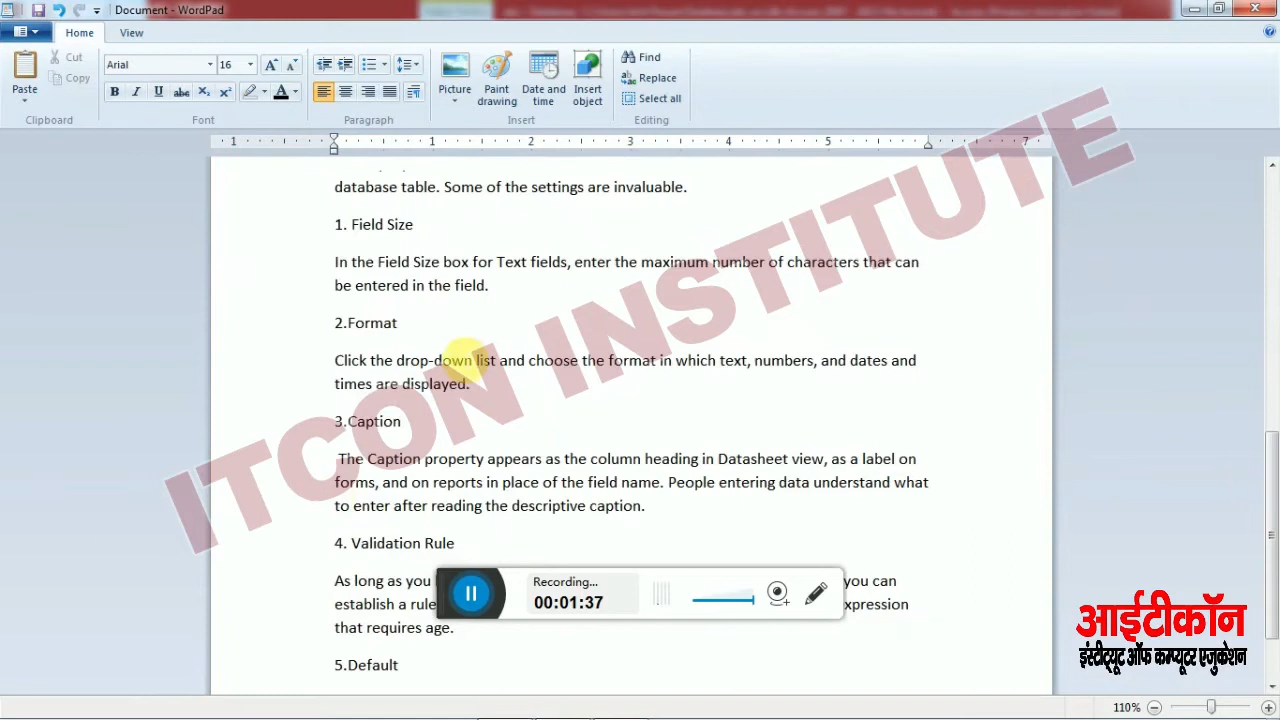 Document - WordPad
Home
View
Cut
Copy
Paste
Clipboard
Arial
16
Font
Paragraph
Picture
Paint drawing
Date and time
Insert object
Insert
Find
Replace
Select all
Editing
1 1 2 3 4 5 7
database table. Some of the settings are invaluable.
1. Field Size
In the Field Size box for Text fields, enter the maximum number of characters that can
be entered in the field.
2.Format
Click the drop-down list and choose the format in which text, numbers, and dates and
times are displayed.
3.Caption
The Caption property appears as the column heading in Datasheet view, as a label on
forms, and on reports in place of the field name. People entering data understand what
to enter after reading the descriptive caption.
4. Validation Rule
As long as you
you can
establish a rule
xpression
that requires age.
5.Default
Recording...
00:01:37
ITCON INSTITUTE
आईटीकॉन
इंस्टीट्यूट ऑफ कम्प्यूटर एजुकेशन
110%